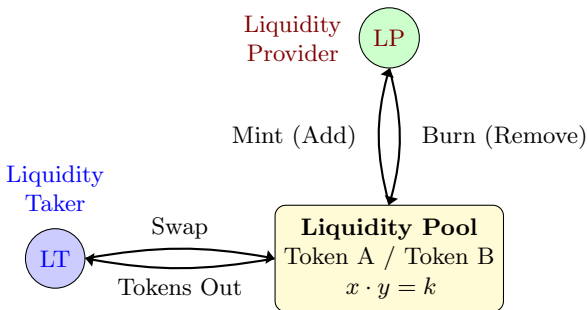 Liquidity
Provider
LP
Mint (Add)
Burn (Remove)
Liquidity
Taker
LT
Swap
Tokens Out
Liquidity Pool
Token A / Token B
x · y = k